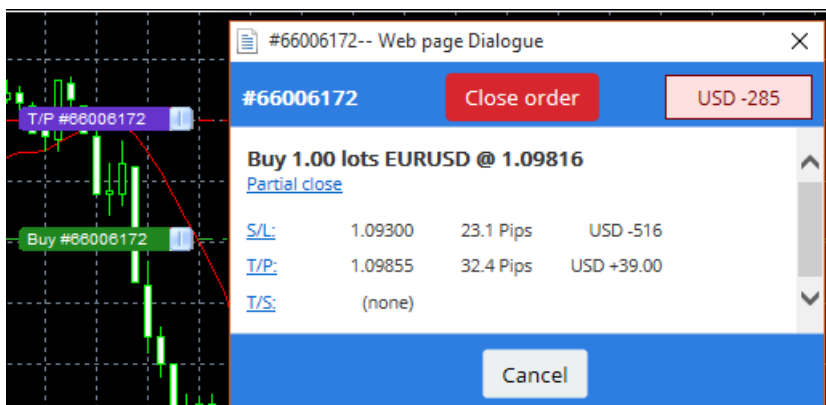 #66006172-- Web page Dialogue
#66006172 Close order USD -285
T/P #66006172
Buy 1.00 lots EURUSD @ 1.09816
Partial close
Buy #66006172
S/L: 1.09300 23.1 Pips USD -516
T/P: 1.09855 32.4 Pips USD +39.00
T/S: (none)
Cancel